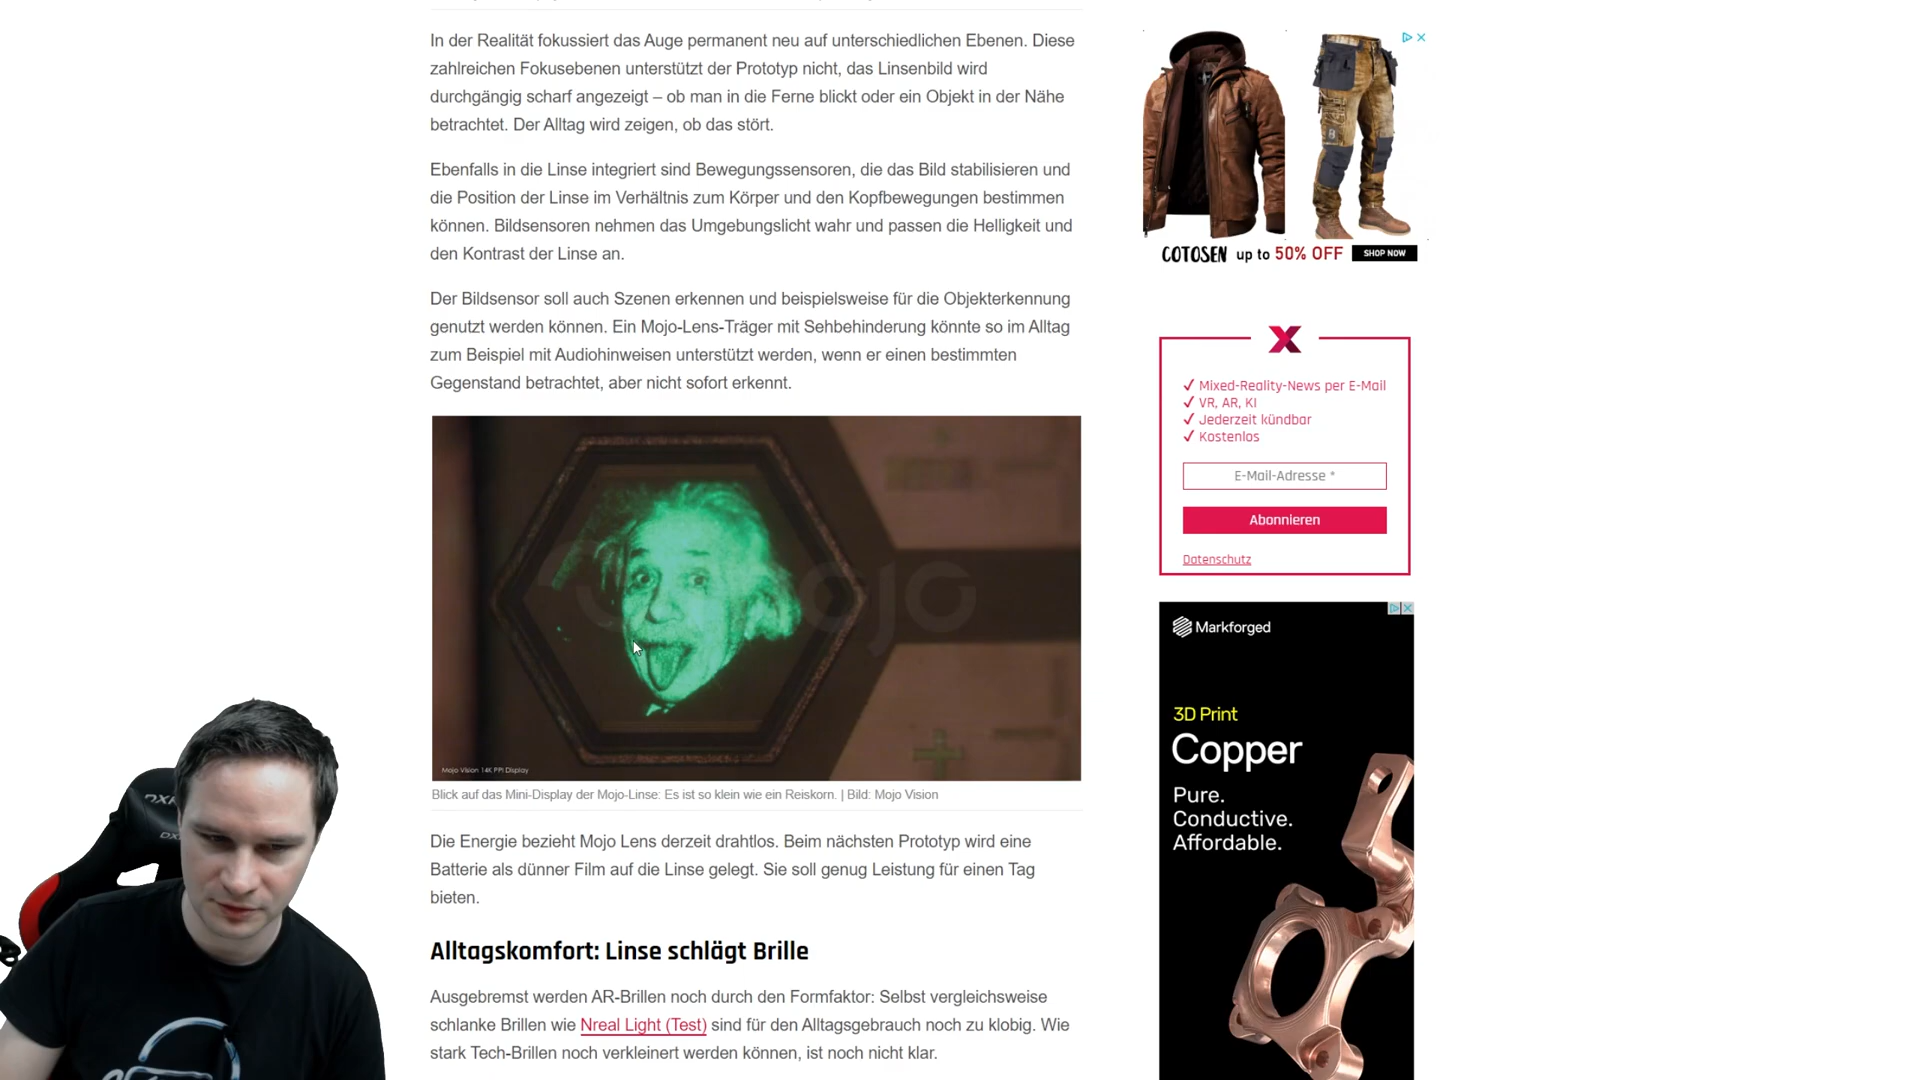 In der Realität fokussiert das Auge permanent neu auf unterschiedlichen Ebenen. Diese
zahlreichen Fokusebenen unterstützt der Prototyp nicht, das Linsenbild wird
durchgängig scharf angezeigt – ob man in die Ferne blickt oder ein Objekt in der Nähe
betrachtet. Der Alltag wird zeigen, ob das stört.
Ebenfalls in die Linse integriert sind Bewegungssensoren, die das Bild stabilisieren und
die Position der Linse im Verhältnis zum Körper und den Kopfbewegungen bestimmen
können. Bildsensoren nehmen das Umgebungslicht wahr und passen die Helligkeit und
den Kontrast der Linse an.
Der Bildsensor soll auch Szenen erkennen und beispielsweise für die Objekterkennung
genutzt werden können. Ein Mojo-Lens-Träger mit Sehbehinderung könnte so im Alltag
zum Beispiel mit Audiohinweisen unterstützt werden, wenn er einen bestimmten
Gegenstand betrachtet, aber nicht sofort erkennt.
mojo
Mojo Vision 14K PPI Display
Blick auf das Mini-Display der Mojo-Linse: Es ist so klein wie ein Reiskorn. | Bild: Mojo Vision
Die Energie bezieht Mojo Lens derzeit drahtlos. Beim nächsten Prototyp wird eine
Batterie als dünner Film auf die Linse gelegt. Sie soll genug Leistung für einen Tag
bieten.
Alltagskomfort: Linse schlägt Brille
Ausgebremst werden AR-Brillen noch durch den Formfaktor: Selbst vergleichsweise
schlanke Brillen wie Nreal Light (Test) sind für den Alltagsgebrauch noch zu klobig. Wie
stark Tech-Brillen noch verkleinert werden können, ist noch nicht klar.
COTOSEN up to 50% OFF SHOP NOW
X
✓ Mixed-Reality-News per E-Mail
✓ VR, AR, KI
✓ Jederzeit kündbar
✓ Kostenlos
E-Mail-Adresse *
Abonnieren
Datenschutz
Markforged
3D Print
Copper
Pure.
Conductive.
Affordable.